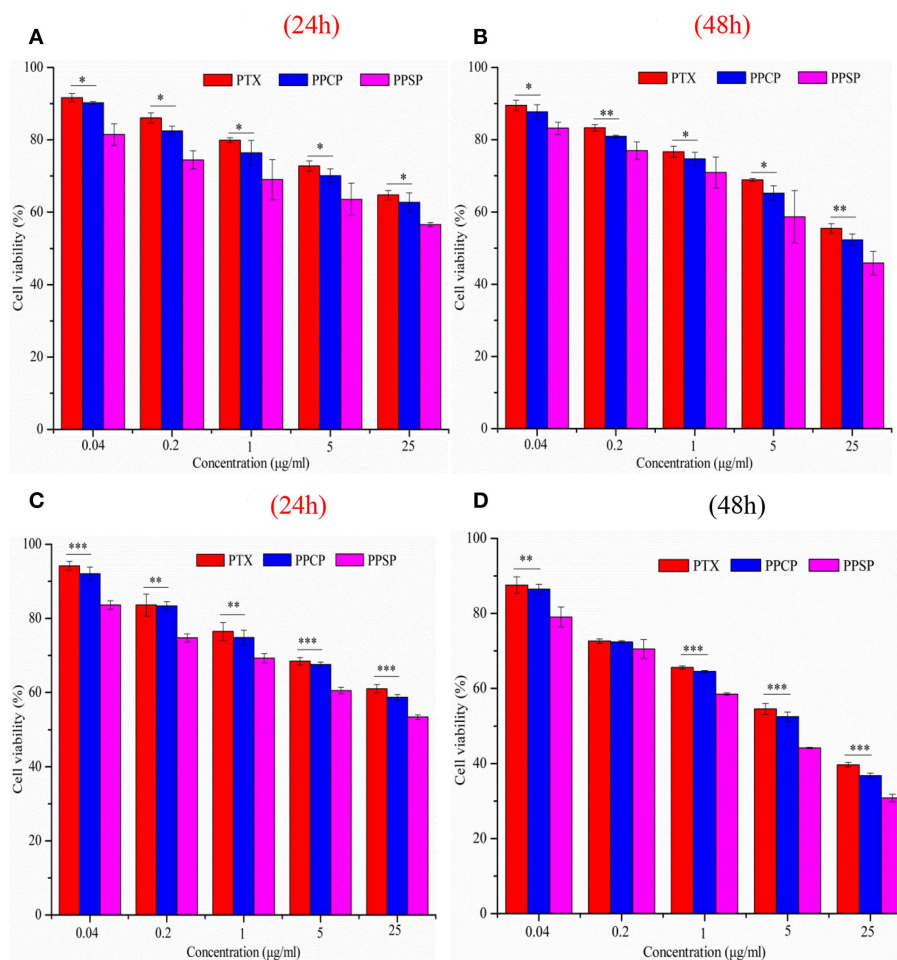 A (24h)
100
80
60
40
20
0
Cell viability (%)
PTX PPCP PPSP
* * * * *
0.04 0.2 1 5 25
Concentration (μg/ml)
B (48h)
100
80
60
40
20
0
Cell viability (%)
PTX PPCP PPSP
* ** * * **
0.04 0.2 1 5 25
Concentration (μg/ml)
C (24h)
100
80
60
40
20
0
Cell viability (%)
PTX PPCP PPSP
*** ** ** *** ***
0.04 0.2 1 5 25
Concentration (μg/ml)
D (48h)
100
80
60
40
20
0
Cell viability (%)
PTX PPCP PPSP
** *** *** ***
0.04 0.2 1 5 25
Concentration (μg/ml)